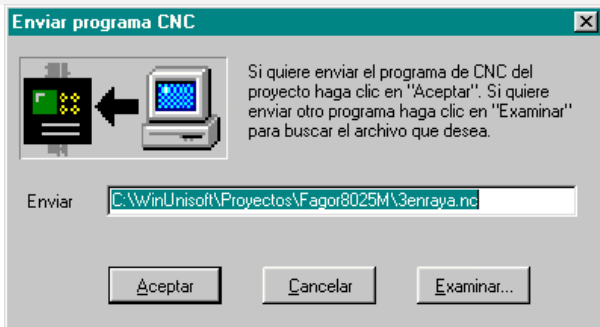 Enviar programa CNC
Si quiere enviar el programa de CNC del
proyecto haga clic en "Aceptar". Si quiere
enviar otro programa haga clic en "Examinar"
para buscar el archivo que desea.
Enviar
C:\WinUnisoft\Proyectos\Fagor8025M\3enraya.nc
Aceptar
Cancelar
Examinar...